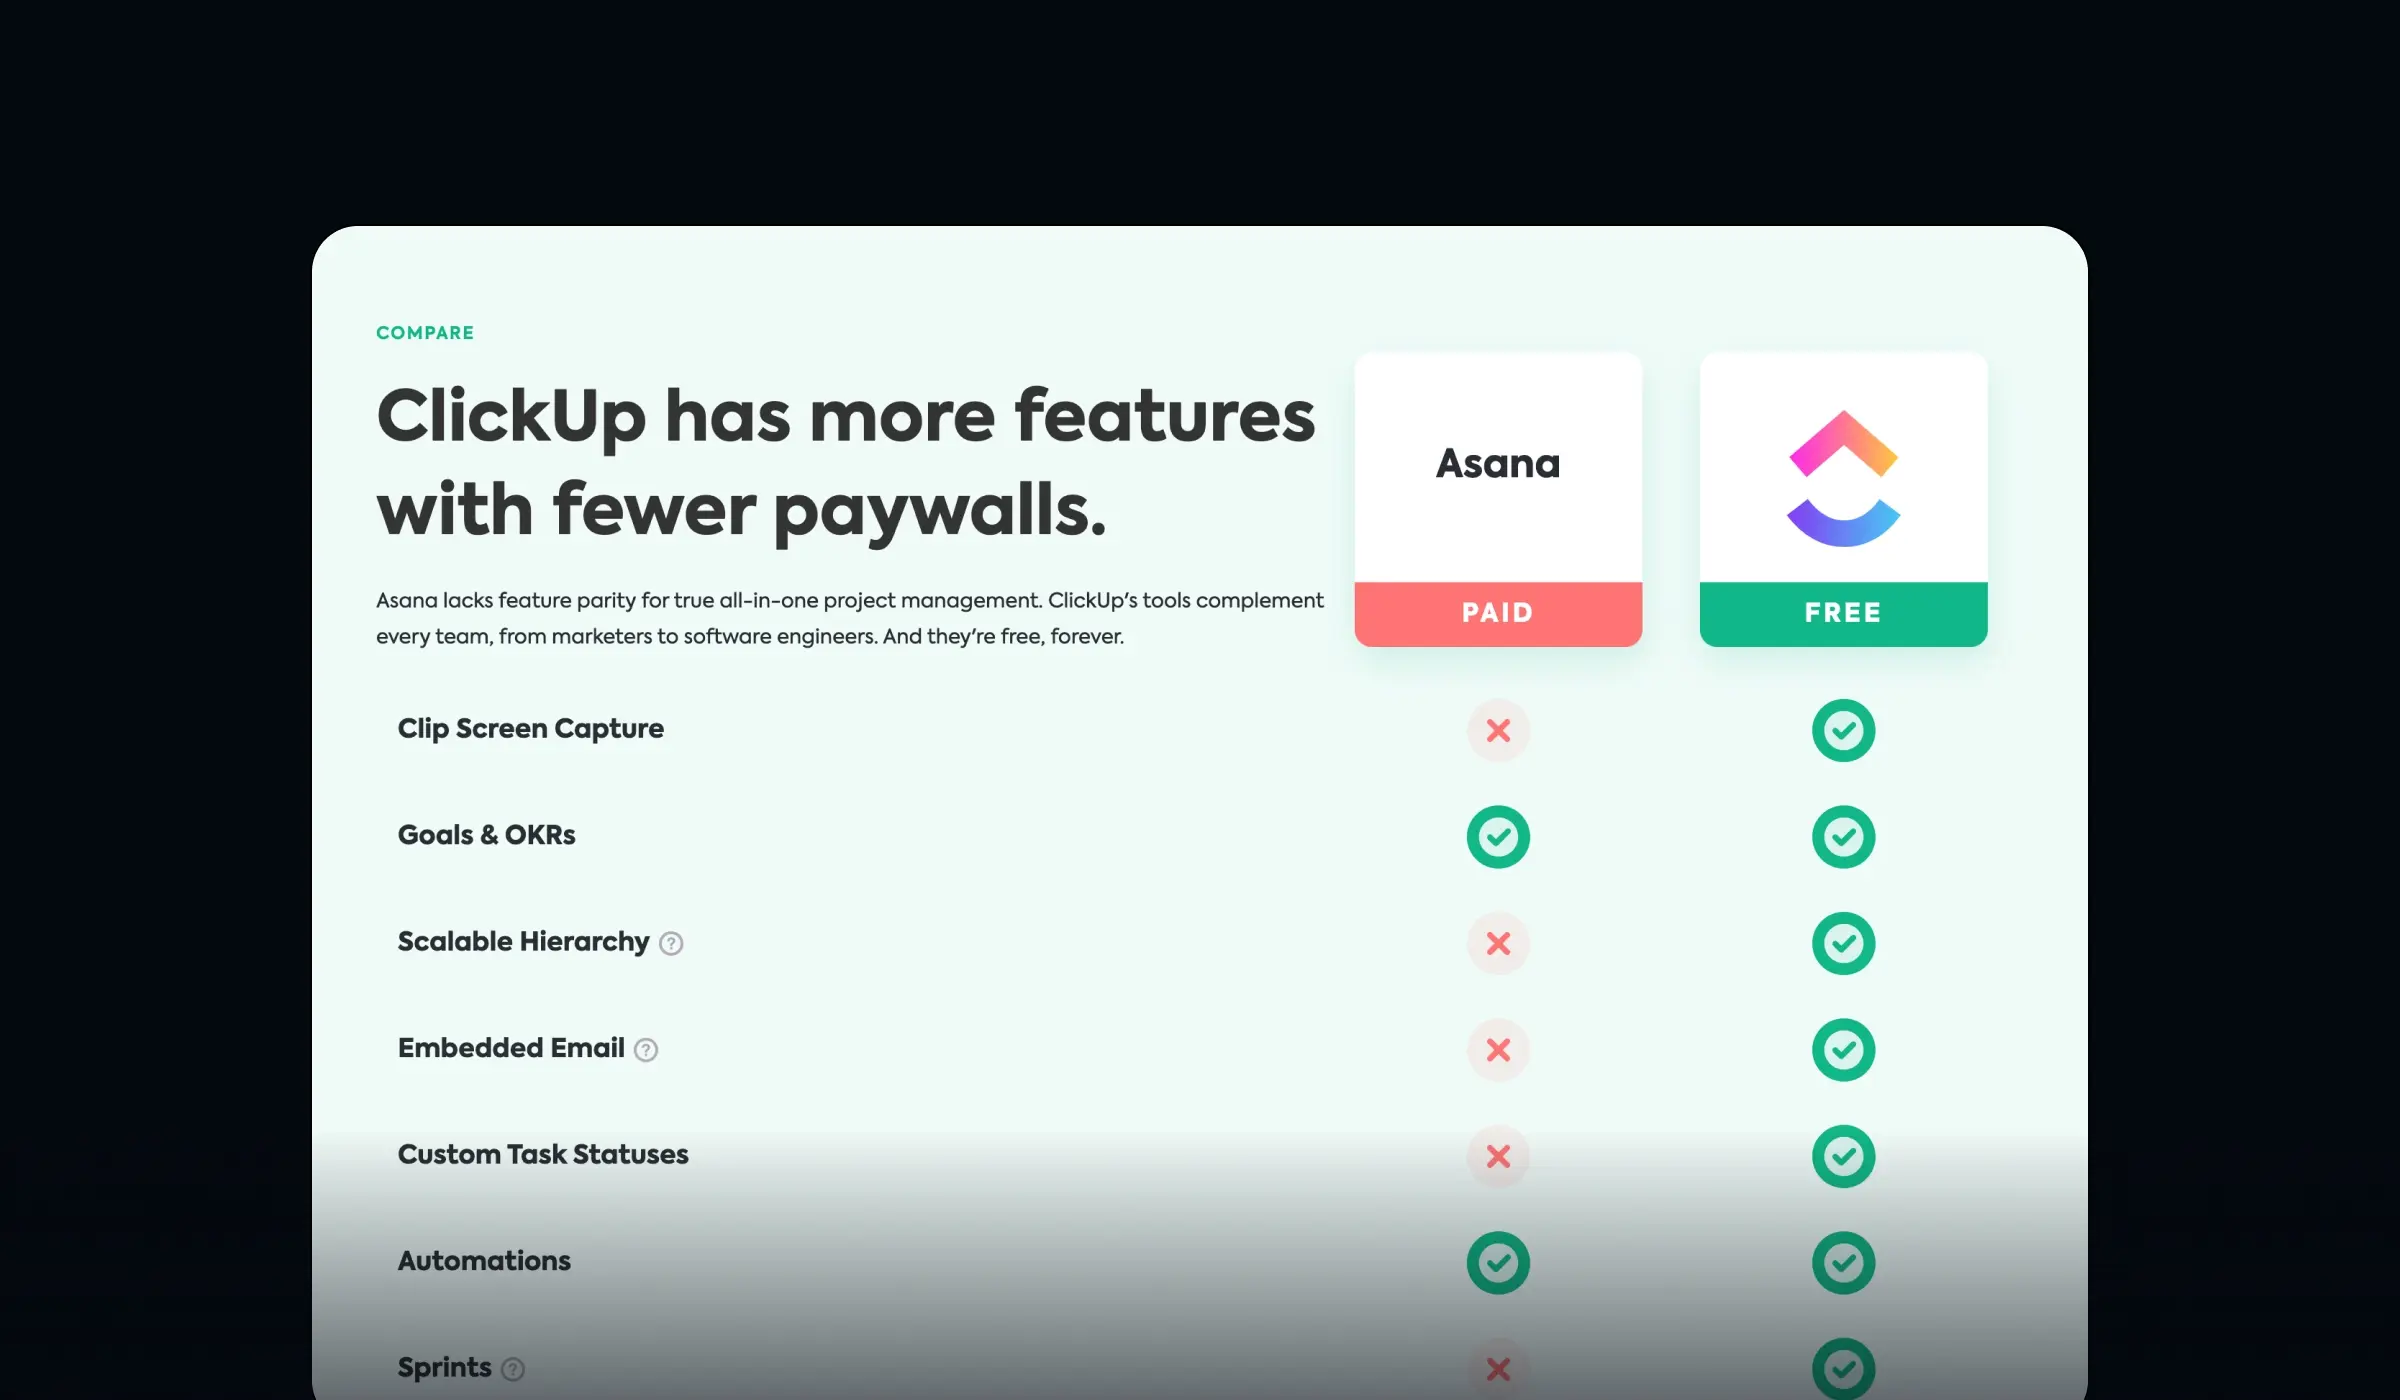 COMPARE
ClickUp has more features
with fewer paywalls.
Asana lacks feature parity for true all-in-one project management. ClickUp's tools complement
every team, from marketers to software engineers. And they're free, forever.
Asana
PAID
FREE
Clip Screen Capture
Goals & OKRs
Scalable Hierarchy ?
Embedded Email ?
Custom Task Statuses
Automations
Sprints ?